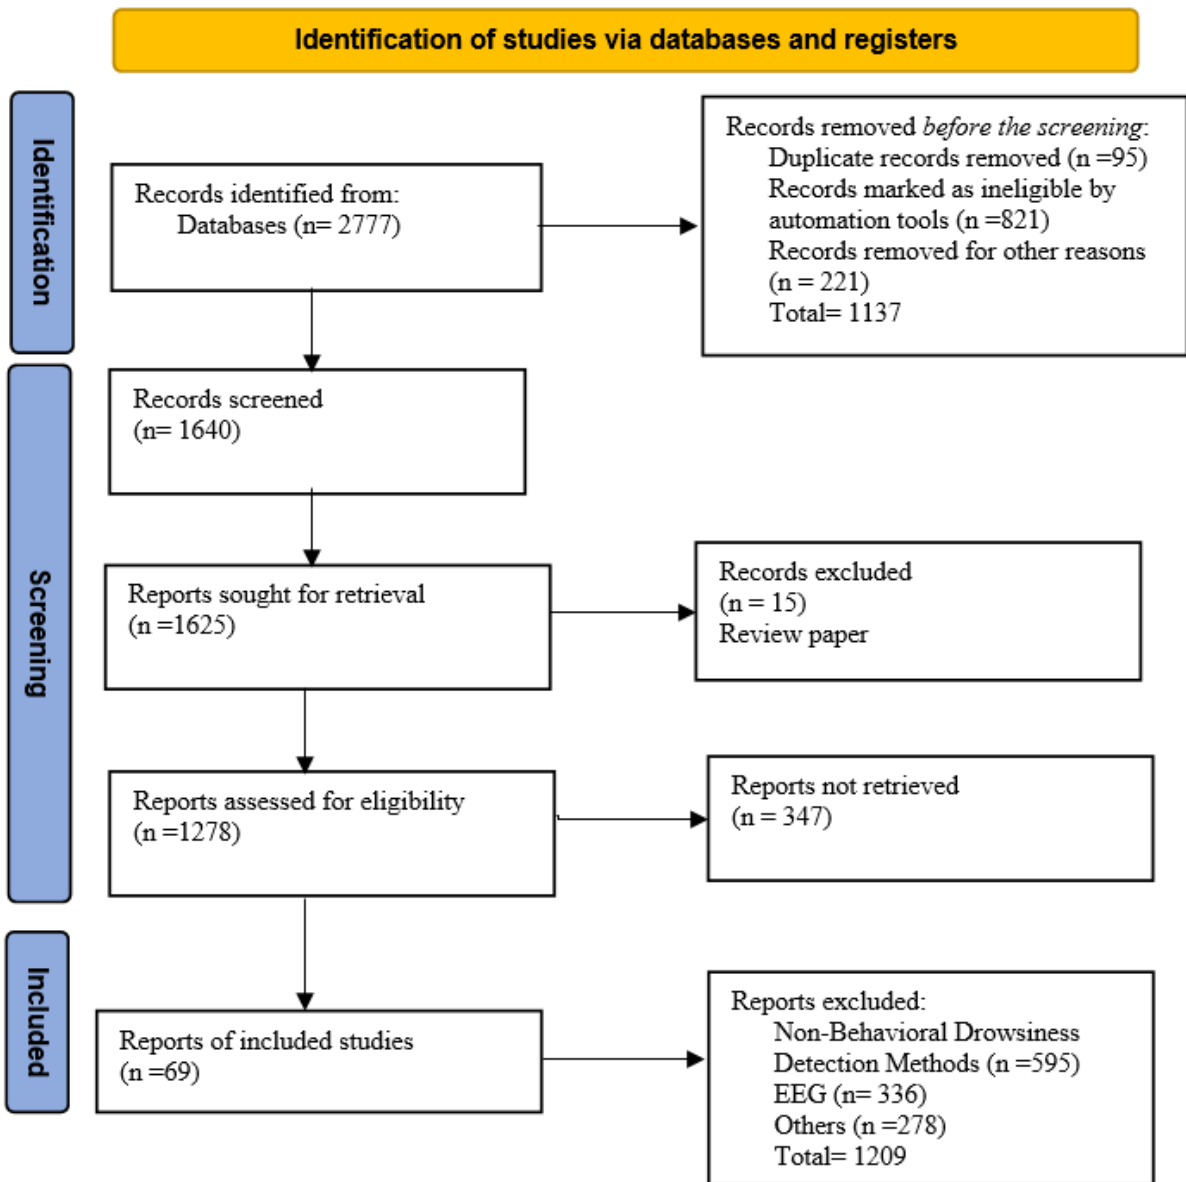 Identification of studies via databases and registers
Identification
Records identified from:
Databases (n= 2777)
Records removed before the screening:
Duplicate records removed (n =95)
Records marked as ineligible by
automation tools (n =821)
Records removed for other reasons
(n = 221)
Total= 1137
Screening
Records screened
(n= 1640)
Reports sought for retrieval
(n =1625)
Records excluded
(n = 15)
Review paper
Reports assessed for eligibility
(n =1278)
Reports not retrieved
(n = 347)
Included
Reports of included studies
(n =69)
Reports excluded:
Non-Behavioral Drowsiness
Detection Methods (n =595)
EEG (n= 336)
Others (n =278)
Total= 1209